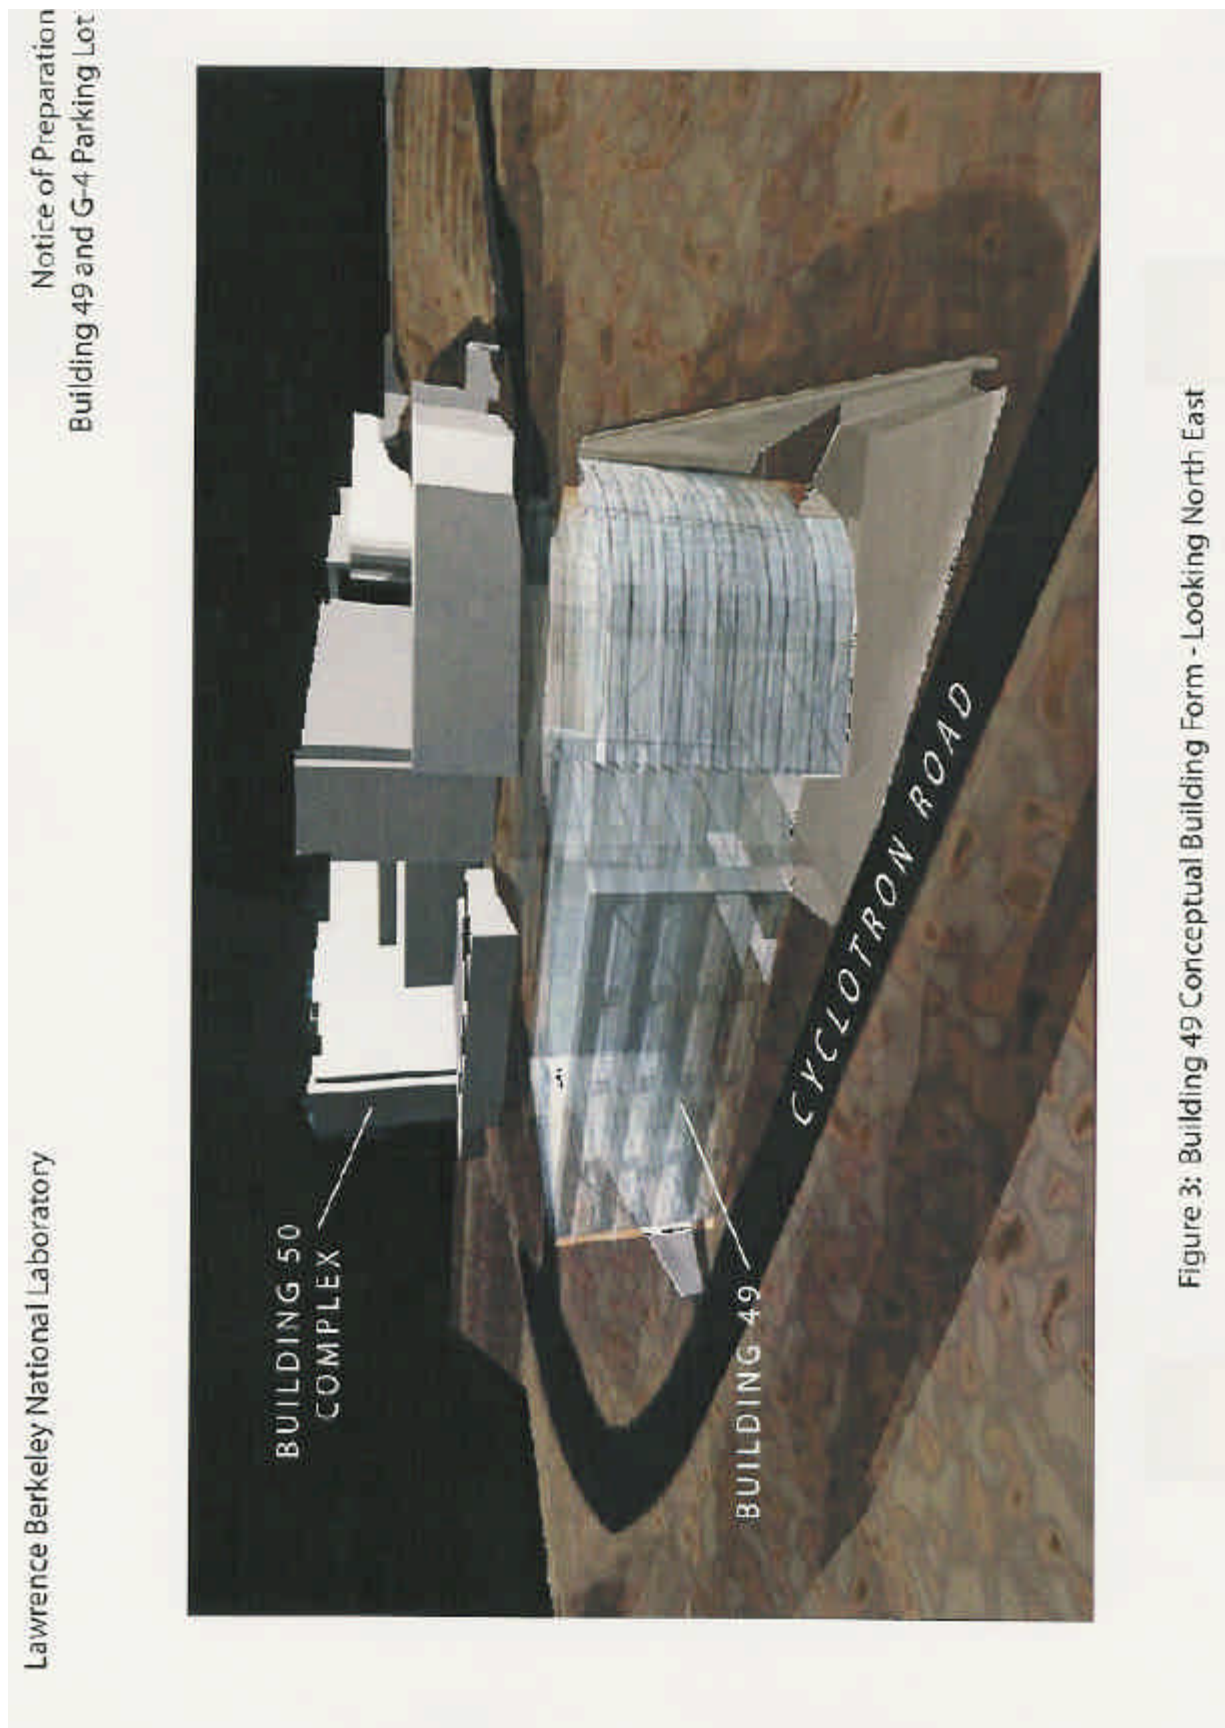 Lawrence Berkeley National Laboratory
Notice of Preparation
Building 49 and G-4 Parking Lot
BUILDING 50
COMPLEX
BUILDING 49
CYCLOTRON ROAD
Figure 3: Building 49 Conceptual Building Form - Looking North East